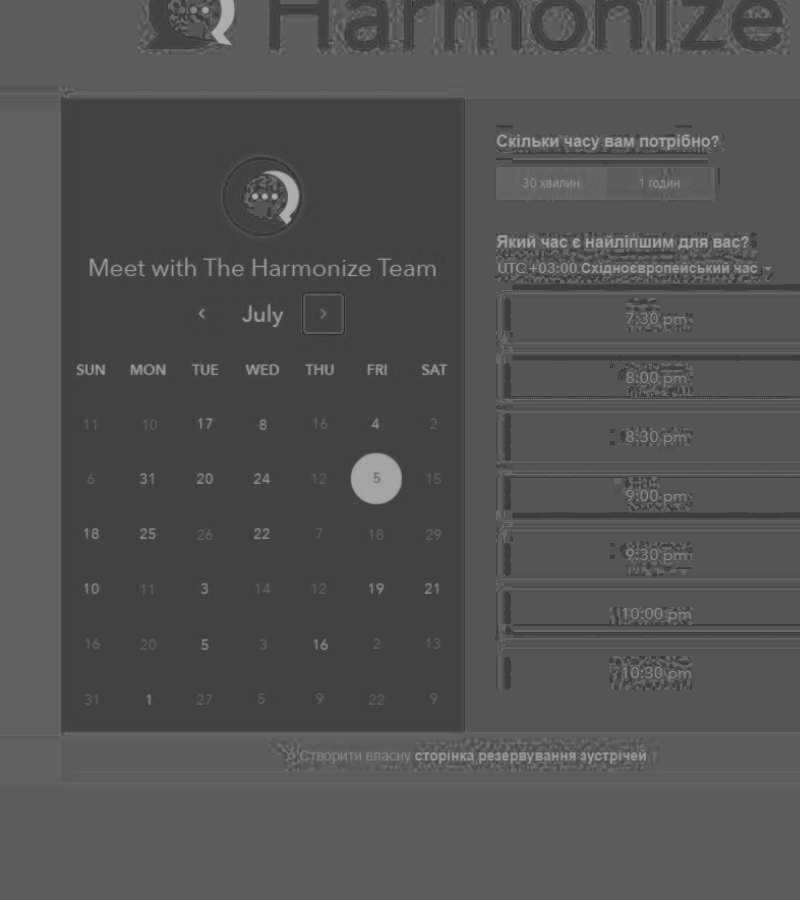 Harmonize
Meet with The Harmonize Team
July
SUN MON TUE WED THU FRI SAT
11 10 17 8 16 4 2
6 31 20 24 12 5 15
18 25 26 22 7 18 29
10 11 3 14 12 19 21
16 20 5 3 16 2 13
31 1 27 5 9 22 9
Скільки часу вам потрібно?
30 хвилин 1 годин
Який час є найліпшим для вас?
UTC +03:00 Східноєвропейський час
7:30 pm
8:00 pm
8:30 pm
9:00 pm
9:30 pm
10:00 pm
10:30 pm
Створити власну сторінка резервування зустрічей